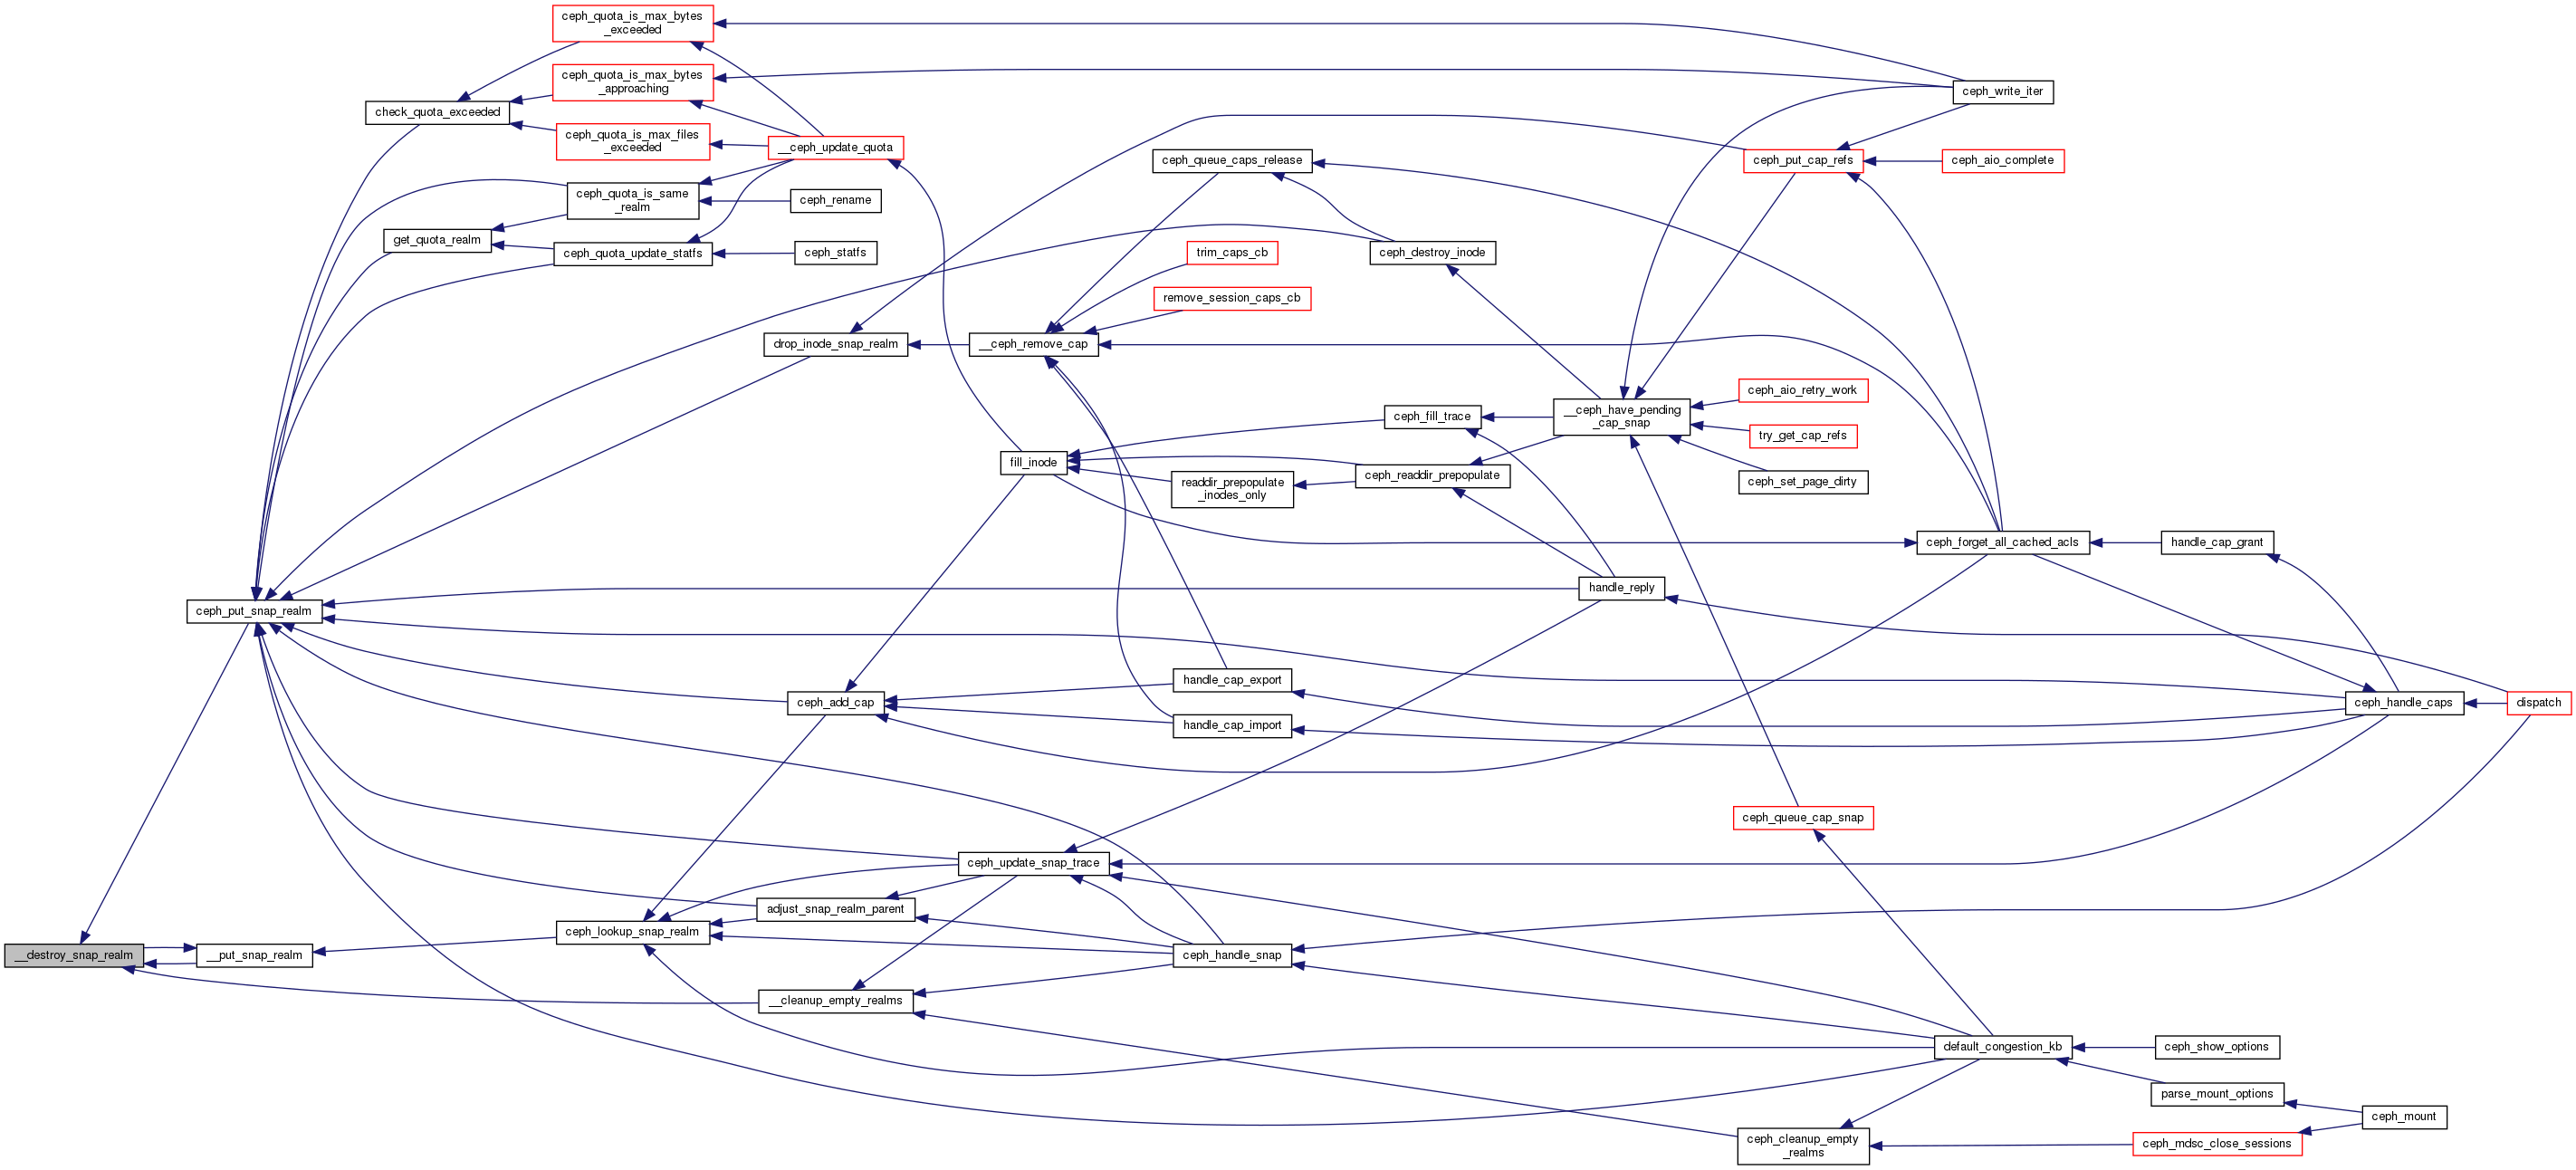 ceph_quota_is_max_bytes
_exceeded
ceph_quota_is_max_bytes
_approaching
ceph_write_iter
check_quota_exceeded
ceph_quota_is_max_files
_exceeded
__ceph_update_quota
ceph_queue_caps_release
ceph_put_cap_refs
ceph_aio_complete
ceph_quota_is_same
_realm
ceph_rename
get_quota_realm
ceph_quota_update_statfs
ceph_statfs
trim_caps_cb
ceph_destroy_inode
remove_session_caps_cb
drop_inode_snap_realm
__ceph_remove_cap
ceph_aio_retry_work
ceph_fill_trace
__ceph_have_pending
_cap_snap
try_get_cap_refs
fill_inode
ceph_readdir_prepopulate
readdir_prepopulate
_inodes_only
ceph_set_page_dirty
ceph_forget_all_cached_acls
handle_cap_grant
handle_reply
ceph_put_snap_realm
handle_cap_export
ceph_add_cap
ceph_handle_caps
dispatch
handle_cap_import
ceph_queue_cap_snap
ceph_update_snap_trace
adjust_snap_realm_parent
ceph_lookup_snap_realm
__destroy_snap_realm
__put_snap_realm
ceph_handle_snap
__cleanup_empty_realms
default_congestion_kb
ceph_show_options
parse_mount_options
ceph_mount
ceph_cleanup_empty
_realms
ceph_mdsc_close_sessions